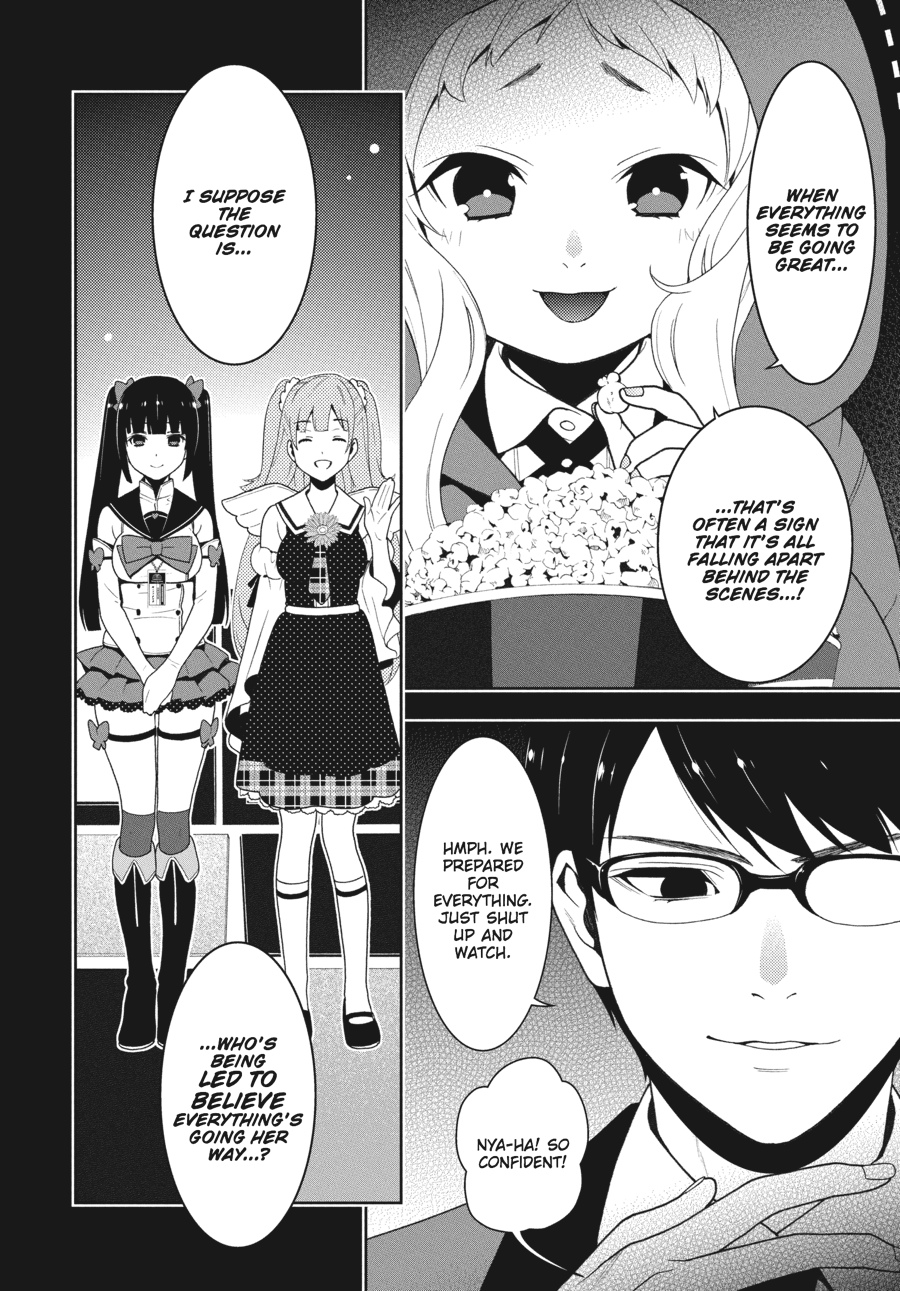 WHEN
EVERYTHING
SEEMS TO
BE GOING
GREAT...
...THAT'S
OFTEN A SIGN
THAT IT'S ALL
FALLING APART
BEHIND THE
SCENES...!
HMPH. WE
PREPARED
FOR
EVERYTHING.
JUST SHUT
UP AND
WATCH.
NYA-HA! SO
CONFIDENT!
I SUPPOSE
THE
QUESTION
IS...
...WHO'S
BEING
LED TO
BELIEVE
EVERYTHING'S
GOING HER
WAY...?